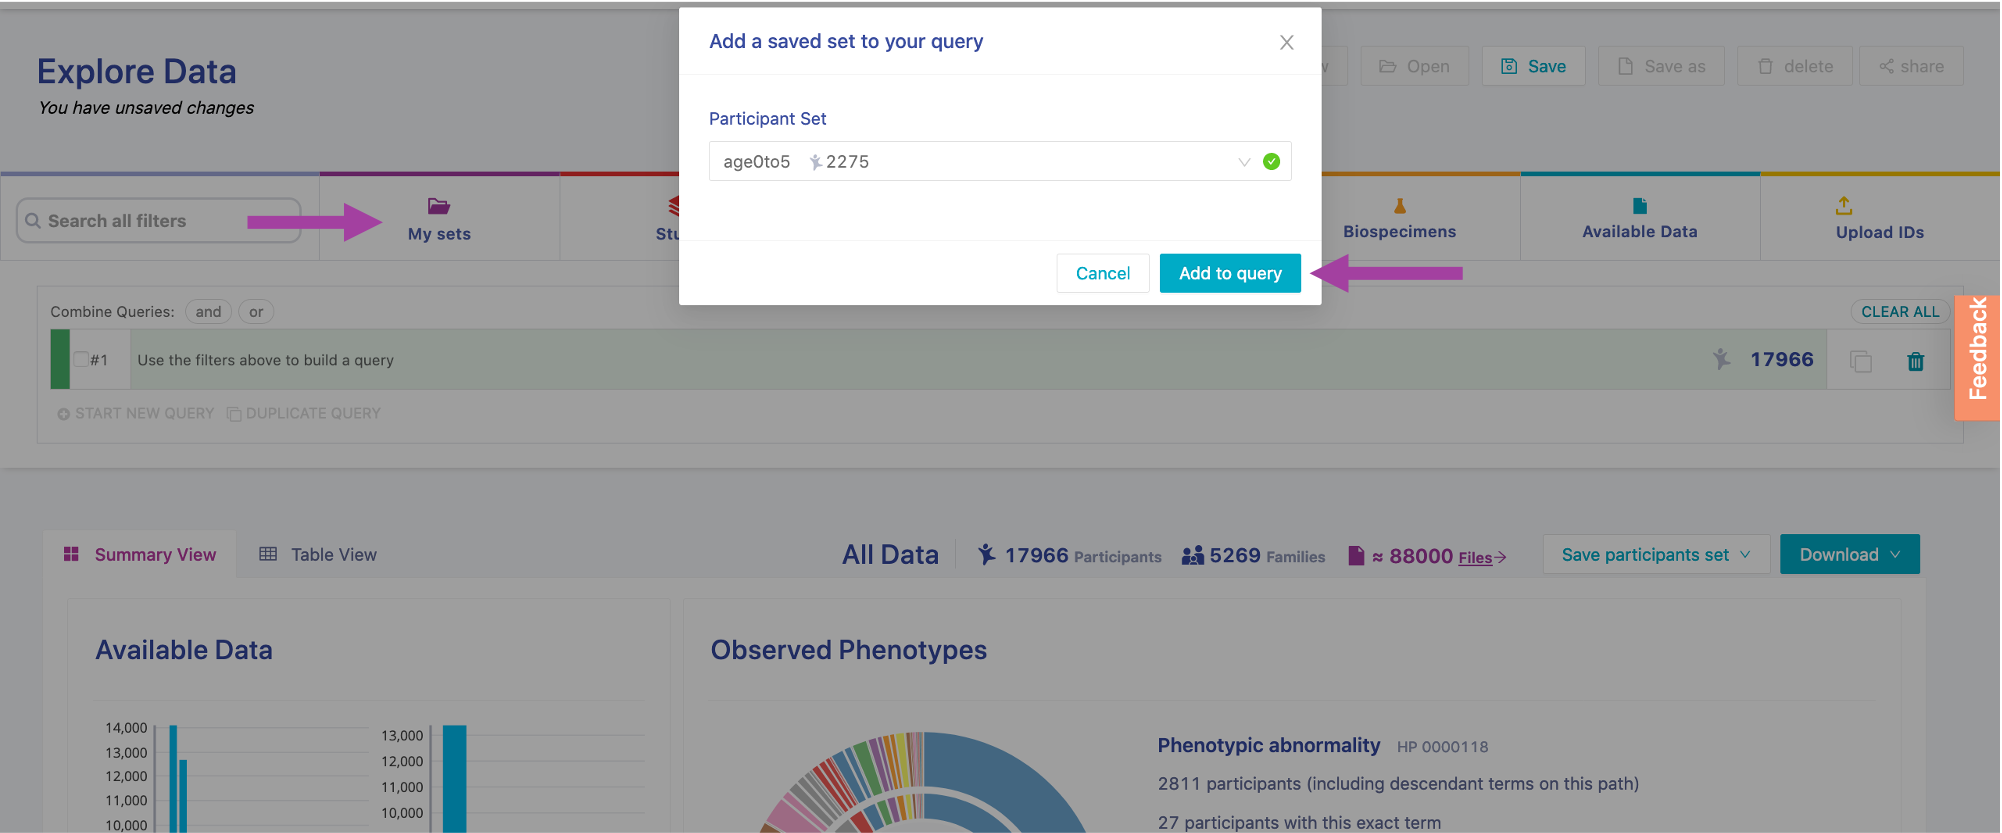 Add a saved set to your query
Explore Data
You have unsaved changes
Open
Save
Save as
delete
share
Participant Set
age0to5 2275
Search all filters
My sets
Biospecimens
Available Data
Upload IDs
Cancel
Add to query
Combine Queries: and or
CLEAR ALL
#1 Use the filters above to build a query 17966
START NEW QUERY DUPLICATE QUERY
Feedback
Summary View
Table View
All Data 17966 Participants 5269 Families ≈ 88000 Files→
Save participants set
Download
Available Data
Observed Phenotypes
14,000
13,000
12,000
11,000
10,000
13,000
12,000
11,000
10,000
Phenotypic abnormality HP 0000118
2811 participants (including descendant terms on this path)
27 participants with this exact term